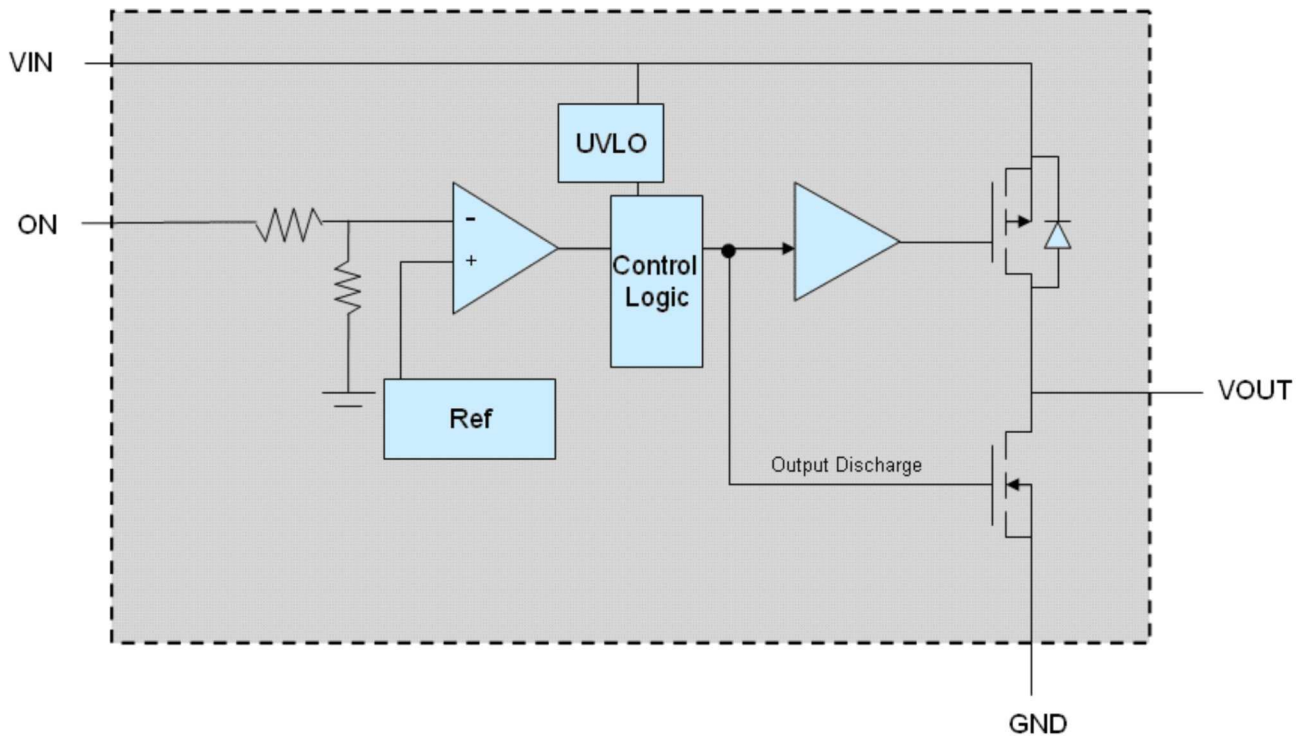 VIN
UVLO
ON
-
+
Control
Logic
Ref
VOUT
Output Discharge
GND